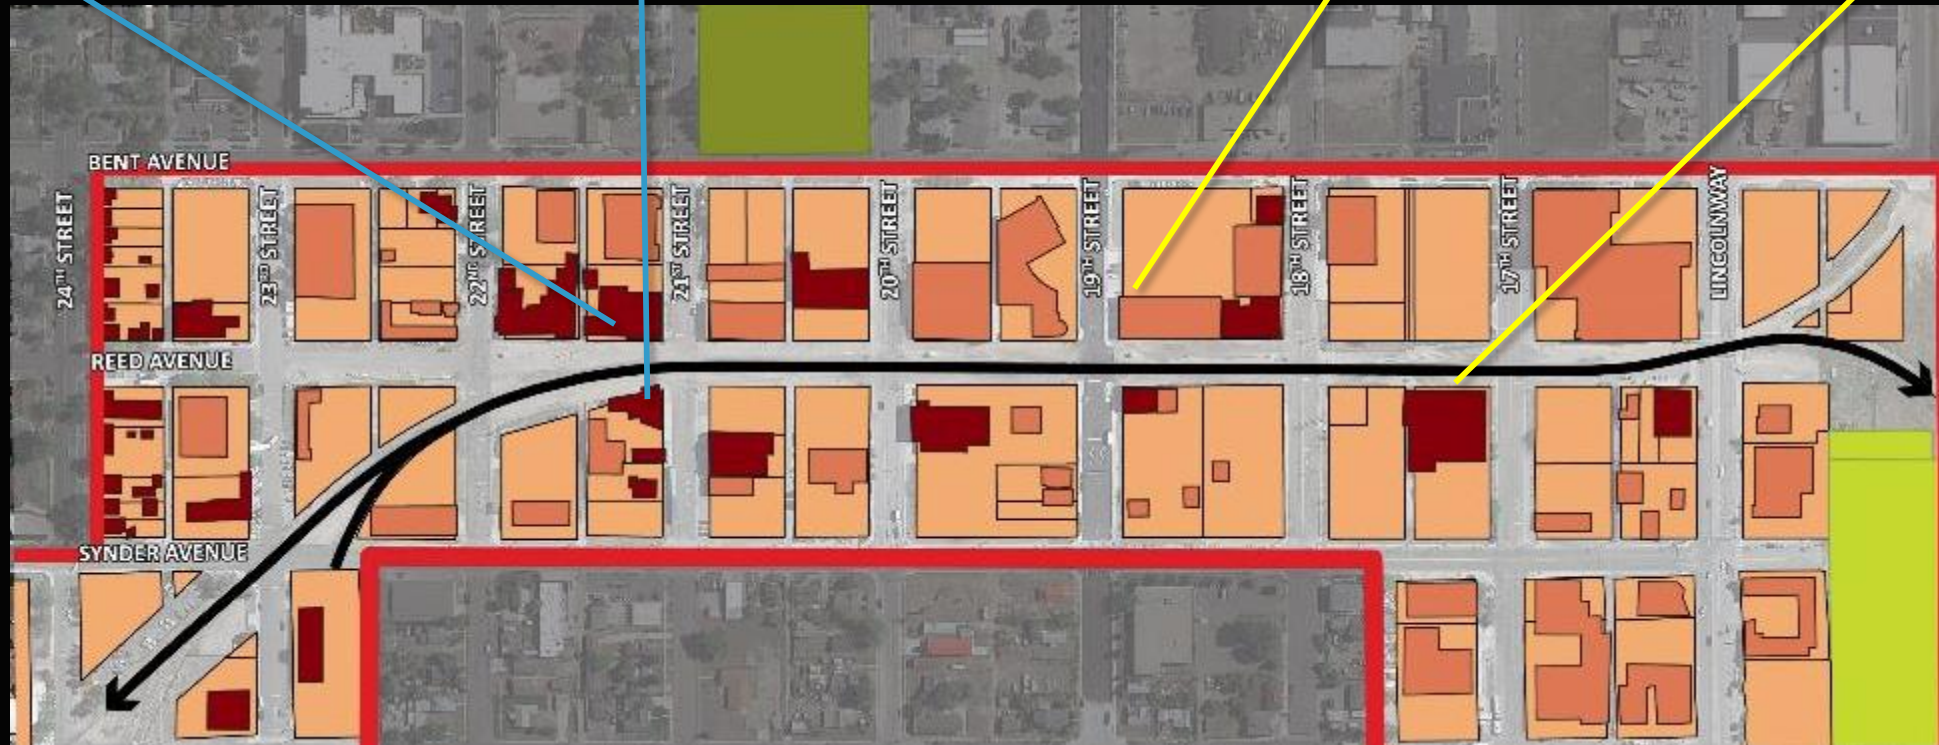 BENT AVENUE
24TH STREET
23RD STREET
22ND STREET
21ST STREET
20TH STREET
19TH STREET
18TH STREET
17TH STREET
LINCOLNWAY
REED AVENUE
SYNDER AVENUE